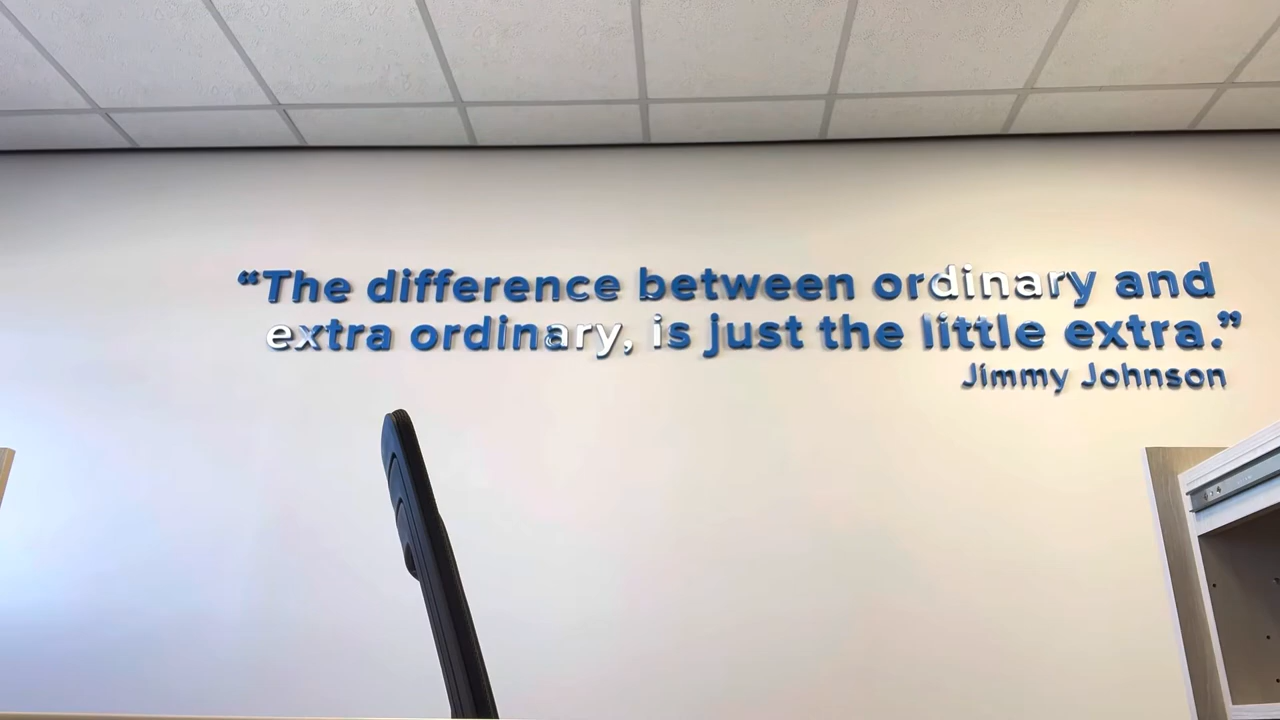 “The difference between ordinary and
extra ordinary, is just the little extra.”
Jimmy Johnson